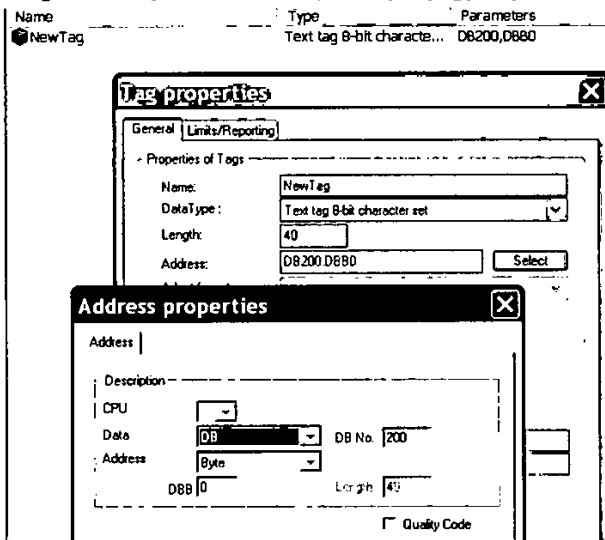 Name Type Parameters
NewTag Text tag 8-bit characte... DB200,DBB0
Tag properties
General Limits/Reporting
Properties of Tags
Name: NewTag
DataType : Text tag 8-bit character set
Length: 40
Address: DB200.DBB0 Select
Address properties
Address
Description
CPU
Data DB DB No. 200
Address Byte
DBB 0 Length
Quality Code